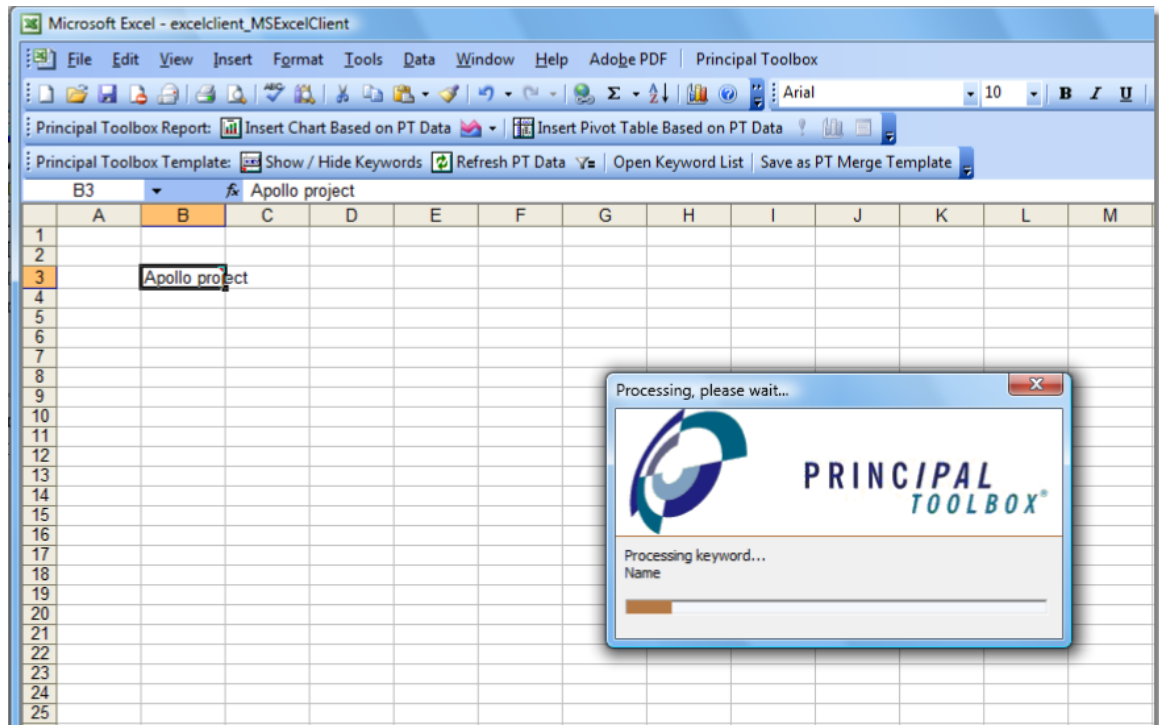 Microsoft Excel - excelclient_MSExcelClient
File Edit View Insert Format Tools Data Window Help Adobe PDF Principal Toolbox
Arial 10 B I U
Principal Toolbox Report: Insert Chart Based on PT Data Insert Pivot Table Based on PT Data
Principal Toolbox Template: Show / Hide Keywords Refresh PT Data Open Keyword List Save as PT Merge Template
B3 fx Apollo project
A B C D E F G H I J K L M
1
2
3 Apollo project
4
5
6
7
8
9
10
11
12
13
14
15
16
17
18
19
20
21
22
23
24
25
Processing, please wait...
PRINCIPAL
TOOLBOX®
Processing keyword...
Name